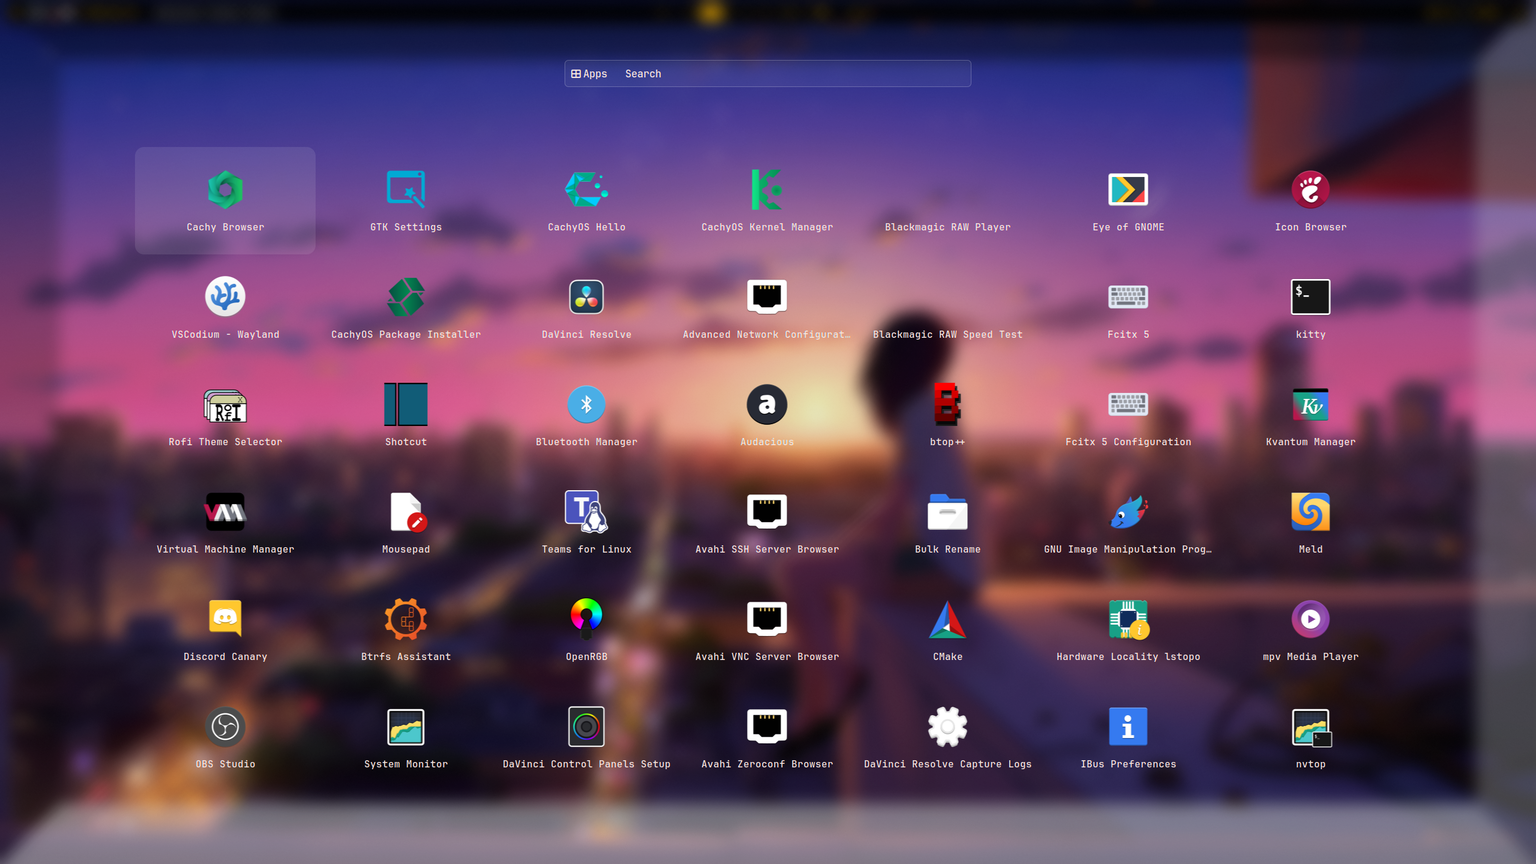 Apps Search
Cachy Browser
GTK Settings
CachyOS Hello
CachyOS Kernel Manager
Blackmagic RAW Player
Eye of GNOME
Icon Browser
VSCodium - Wayland
CachyOS Package Installer
DaVinci Resolve
Advanced Network Configurat…
Blackmagic RAW Speed Test
Fcitx 5
$_
kitty
RofI
Rofi Theme Selector
Shotcut
Bluetooth Manager
a
Audacious
B
btop++
Fcitx 5 Configuration
Kv
Kvantum Manager
Virtual Machine Manager
Mousepad
T
Teams for Linux
Avahi SSH Server Browser
Bulk Rename
GNU Image Manipulation Prog…
Meld
Discord Canary
Btrfs Assistant
OpenRGB
Avahi VNC Server Browser
CMake
i
Hardware Locality lstopo
mpv Media Player
OBS Studio
System Monitor
DaVinci Control Panels Setup
Avahi Zeroconf Browser
DaVinci Resolve Capture Logs
i
IBus Preferences
nvtop